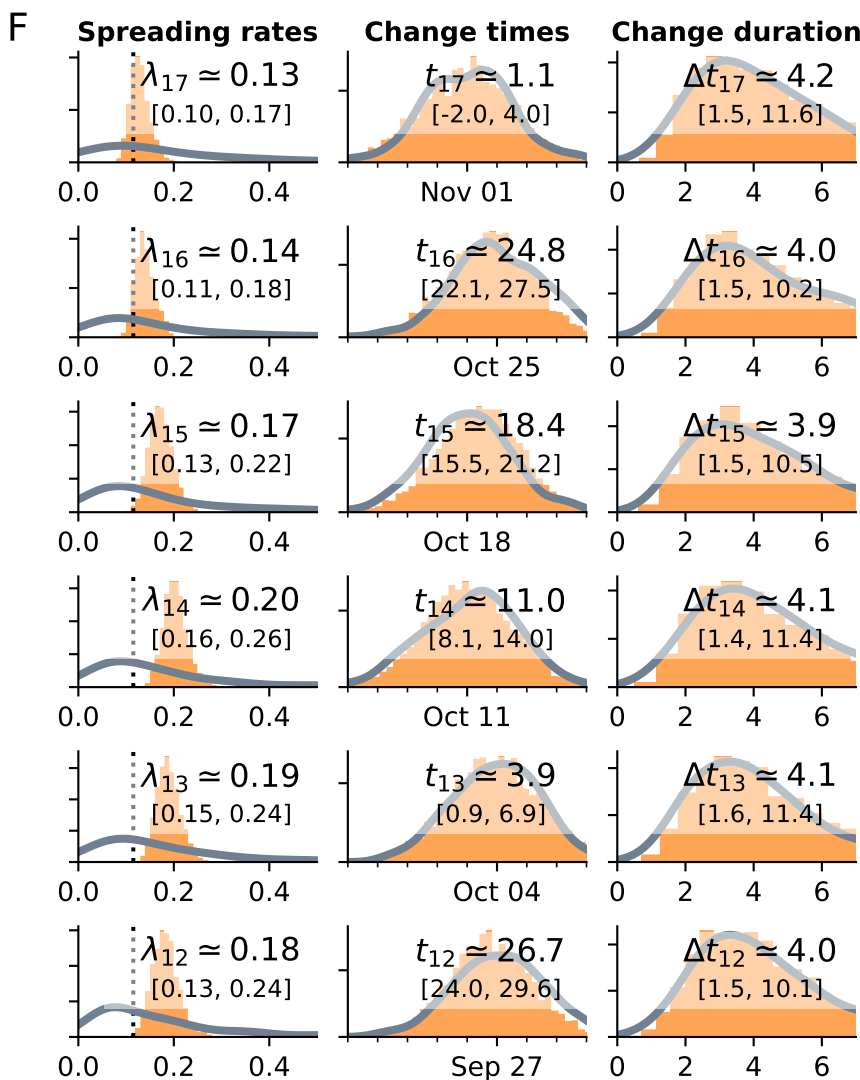 F
Spreading rates Change times Change duration
λ17 ≃ 0.13 t17 ≃ 1.1 Δt17 ≃ 4.2
[0.10, 0.17] [-2.0, 4.0] [1.5, 11.6]
0.0 0.2 0.4 Nov 01 0 2 4 6
λ16 ≃ 0.14 t16 ≃ 24.8 Δt16 ≃ 4.0
[0.11, 0.18] [22.1, 27.5] [1.5, 10.2]
0.0 0.2 0.4 Oct 25 0 2 4 6
λ15 ≃ 0.17 t15 ≃ 18.4 Δt15 ≃ 3.9
[0.13, 0.22] [15.5, 21.2] [1.5, 10.5]
0.0 0.2 0.4 Oct 18 0 2 4 6
λ14 ≃ 0.20 t14 ≃ 11.0 Δt14 ≃ 4.1
[0.16, 0.26] [8.1, 14.0] [1.4, 11.4]
0.0 0.2 0.4 Oct 11 0 2 4 6
λ13 ≃ 0.19 t13 ≃ 3.9 Δt13 ≃ 4.1
[0.15, 0.24] [0.9, 6.9] [1.6, 11.4]
0.0 0.2 0.4 Oct 04 0 2 4 6
λ12 ≃ 0.18 t12 ≃ 26.7 Δt12 ≃ 4.0
[0.13, 0.24] [24.0, 29.6] [1.5, 10.1]
0.0 0.2 0.4 Sep 27 0 2 4 6